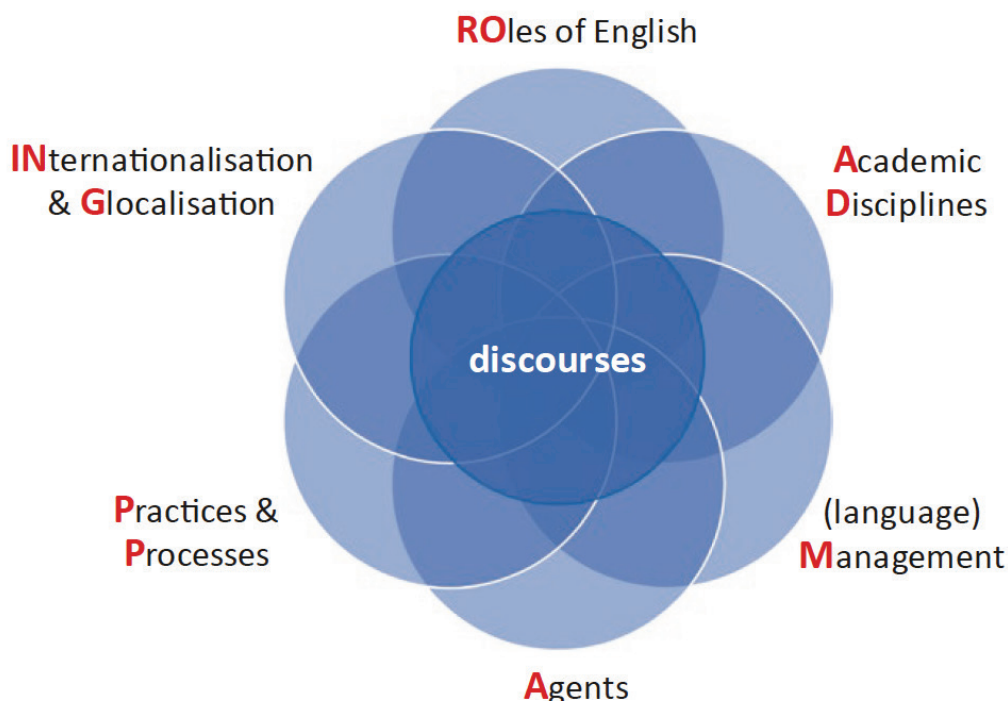 ROles of English
Academic
Disciplines
(language)
Management
Agents
Practices &
Processes
INternationalisation
& Glocalisation
discourses